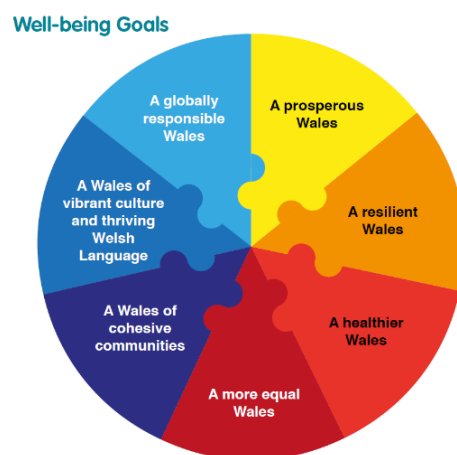 Well-being Goals
A globally
responsible
Wales
A prosperous
Wales
A Wales of
vibrant culture
and thriving
Welsh
Language
A resilient
Wales
A Wales of
cohesive
communities
A healthier
Wales
A more equal
Wales